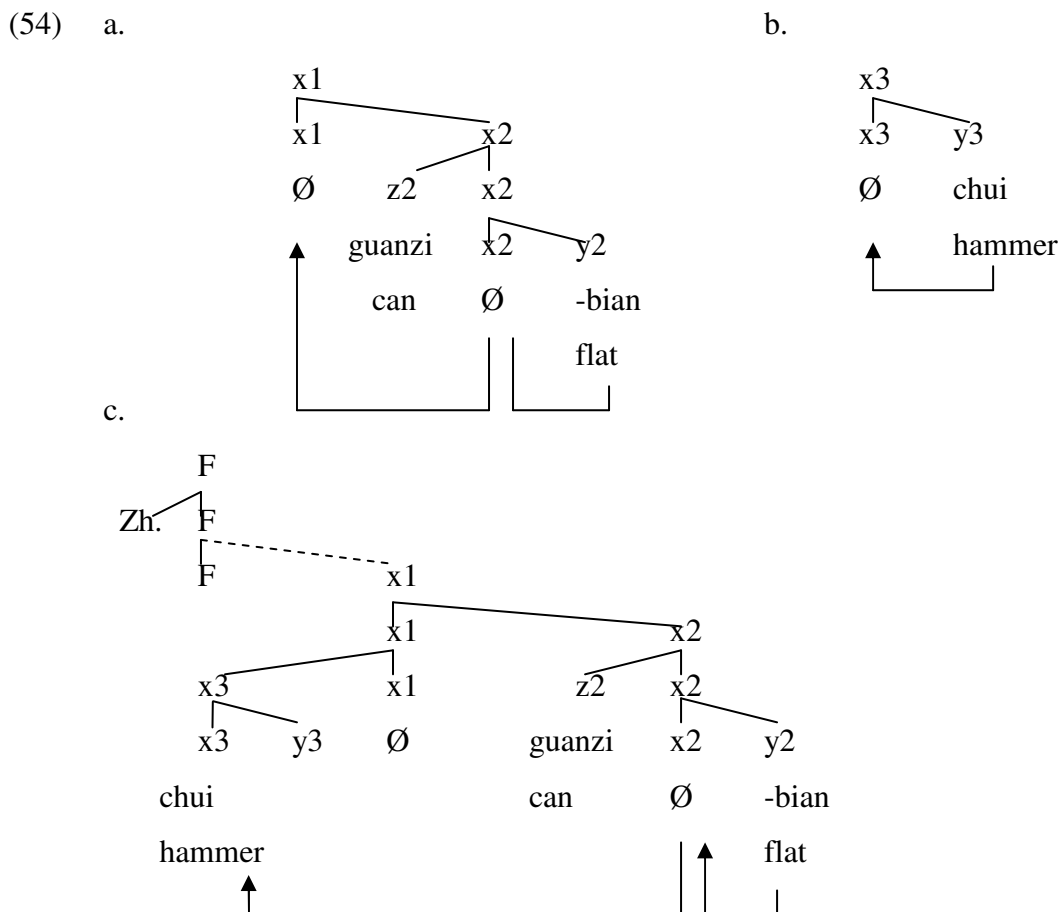 (54) a. b.
x1 x3
x1 x2 x3 y3
Ø z2 x2 Ø chui
guanzi x2 y2 hammer
can Ø -bian
flat
c.
F
Zh. F
F x1
x1 x2
x3 x1 z2 x2
x3 y3 Ø guanzi x2 y2
chui can Ø -bian
hammer flat